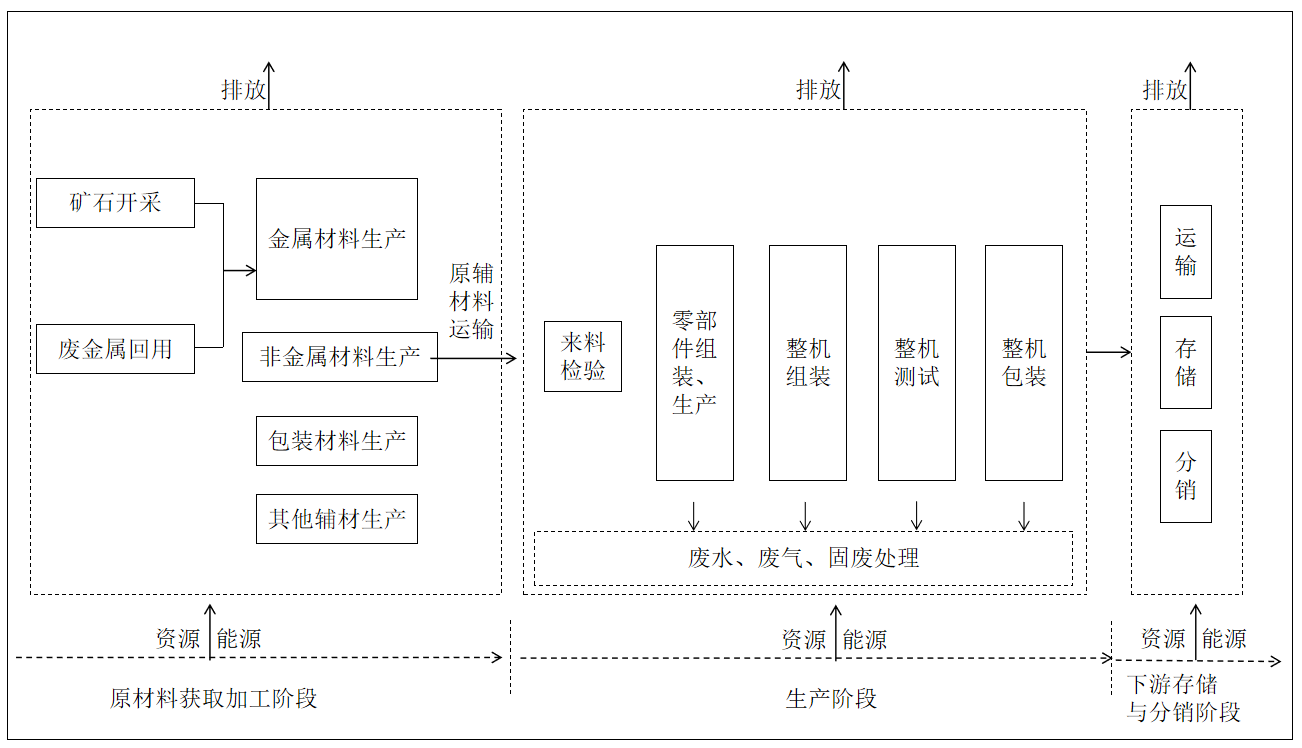 排放
排放
排放
矿石开采
废金属回用
金属材料生产
非金属材料生产
包装材料生产
其他辅材生产
原辅
材料
运输
来料
检验
零部
件组
装、
生产
整机
组装
整机
测试
整机
包装
废水、废气、固废处理
运
输
存
储
分
销
资源 能源
资源 能源
资源 能源
原材料获取加工阶段
生产阶段
下游存储
与分销阶段